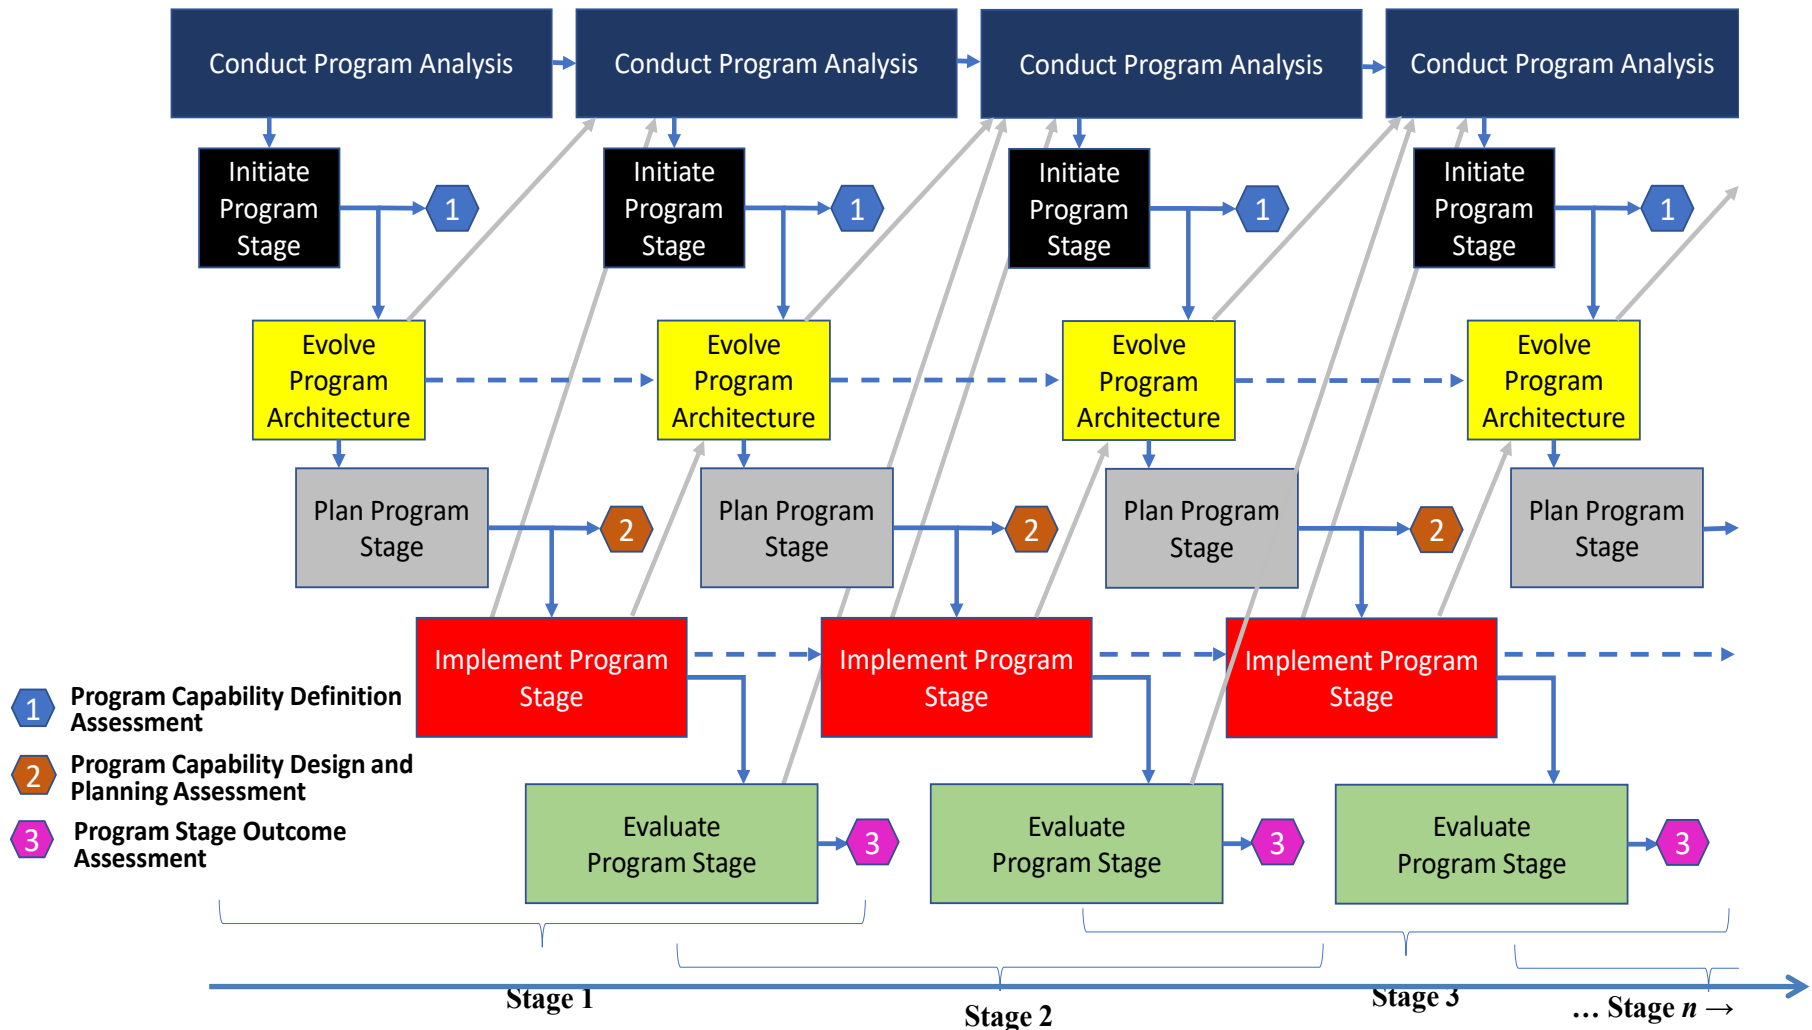 Conduct Program Analysis
Conduct Program Analysis
Conduct Program Analysis
Conduct Program Analysis
Initiate
Program
Stage
1
Initiate
Program
Stage
1
Initiate
Program
Stage
1
Initiate
Program
Stage
1
Evolve
Program
Architecture
Evolve
Program
Architecture
Evolve
Program
Architecture
Evolve
Program
Architecture
Plan Program
Stage
2
Plan Program
Stage
2
Plan Program
Stage
2
Plan Program
Stage
Implement Program
Stage
Implement Program
Stage
Implement Program
Stage
1
Program Capability Definition
Assessment
2
Program Capability Design and
Planning Assessment
3
Program Stage Outcome
Assessment
Evaluate
Program Stage
3
Evaluate
Program Stage
3
Evaluate
Program Stage
3
Stage 1
Stage 2
Stage 3
... Stage n →